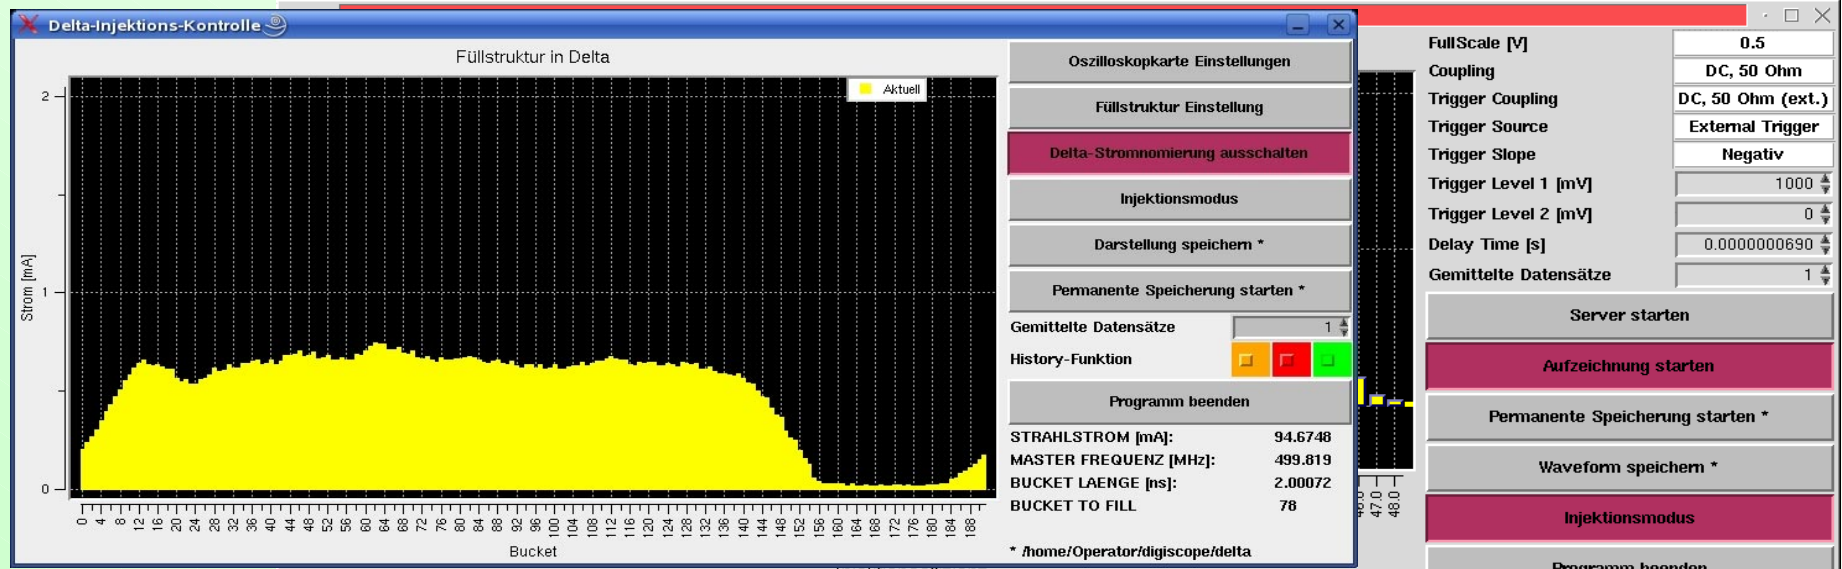 Delta-Injektions-Kontrolle
Füllstruktur in Delta
Aktuell
2
1
0
Strom [mA]
0 4 8 12 16 20 24 28 32 36 40 44 48 52 56 60 64 68 72 76 80 84 88 92 96 100 104 108 112 116 120 124 128 132 136 140 144 148 152 156 160 164 168 172 176 180 184 188
Bucket
Oszilloskopkarte Einstellungen
Füllstruktur Einstellung
Delta-Stromnomierung ausschalten
Injektionsmodus
Darstellung speichern *
Permanente Speicherung starten *
Gemittelte Datensätze 1
History-Funktion
Programm beenden
STRAHLSTROM [mA]: 94.6748
MASTER FREQUENZ [MHz]: 499.819
BUCKET LAENGE [ns]: 2.00072
BUCKET TO FILL 78
* /home/Operator/digiscope/delta
47.0 48.0
FullScale [V] 0.5
Coupling DC, 50 Ohm
Trigger Coupling DC, 50 Ohm (ext.)
Trigger Source External Trigger
Trigger Slope Negativ
Trigger Level 1 [mV] 1000
Trigger Level 2 [mV] 0
Delay Time [s] 0.0000000690
Gemittelte Datensätze 1
Server starten
Aufzeichnung starten
Permanente Speicherung starten *
Waveform speichern *
Injektionsmodus
Programm beenden